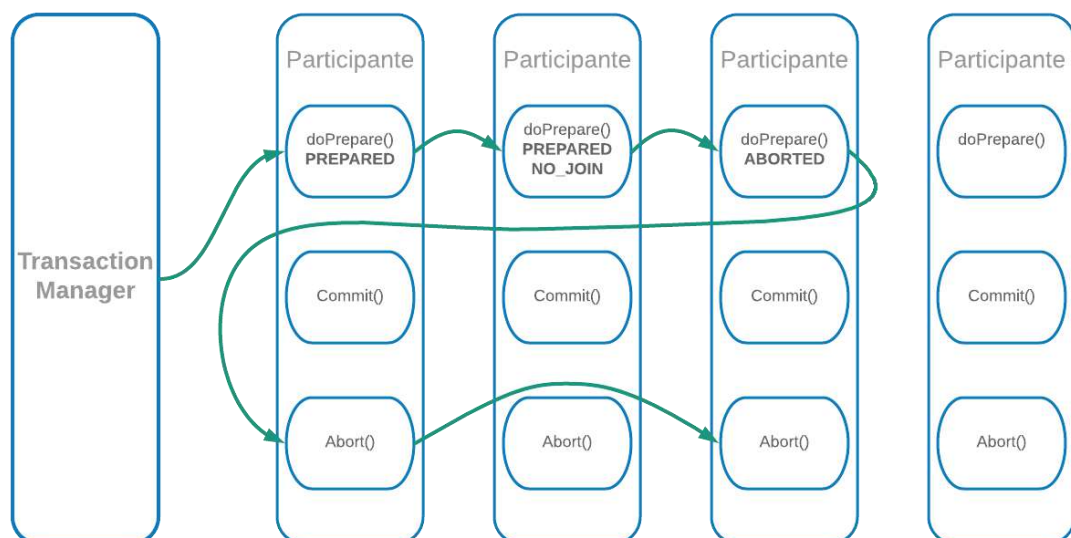 Transaction
Manager
Participante
doPrepare()
PREPARED
Commit()
Abort()
Participante
doPrepare()
PREPARED
NO_JOIN
Commit()
Abort()
Participante
doPrepare()
ABORTED
Commit()
Abort()
Participante
doPrepare()
Commit()
Abort()